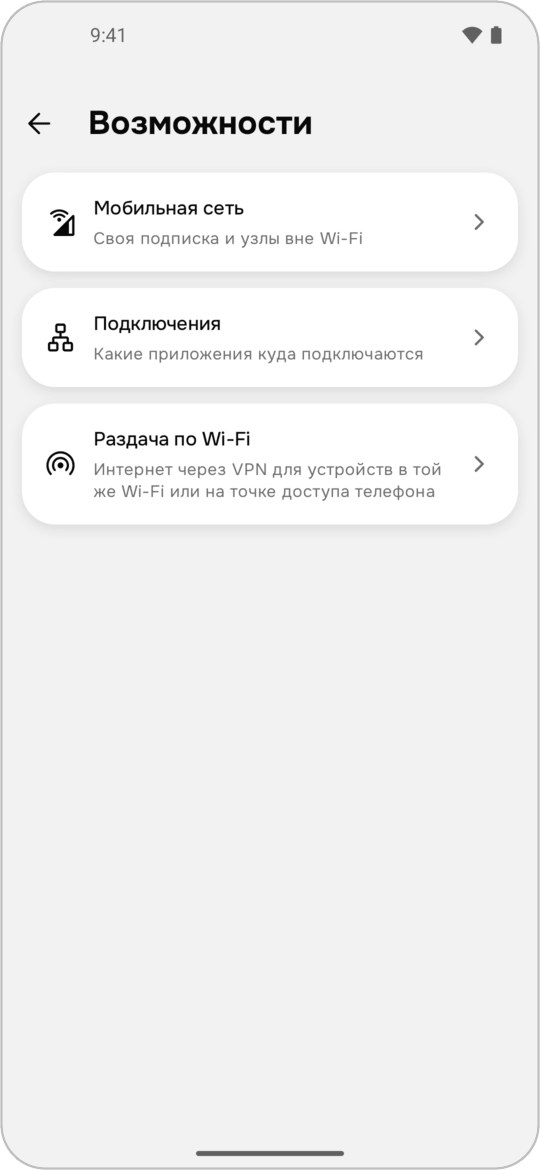 9:41
Возможности
Мобильная сеть
Своя подписка и узлы вне Wi-Fi
Подключения
Какие приложения куда подключаются
Раздача по Wi-Fi
Интернет через VPN для устройств в той
же Wi-Fi или на точке доступа телефона